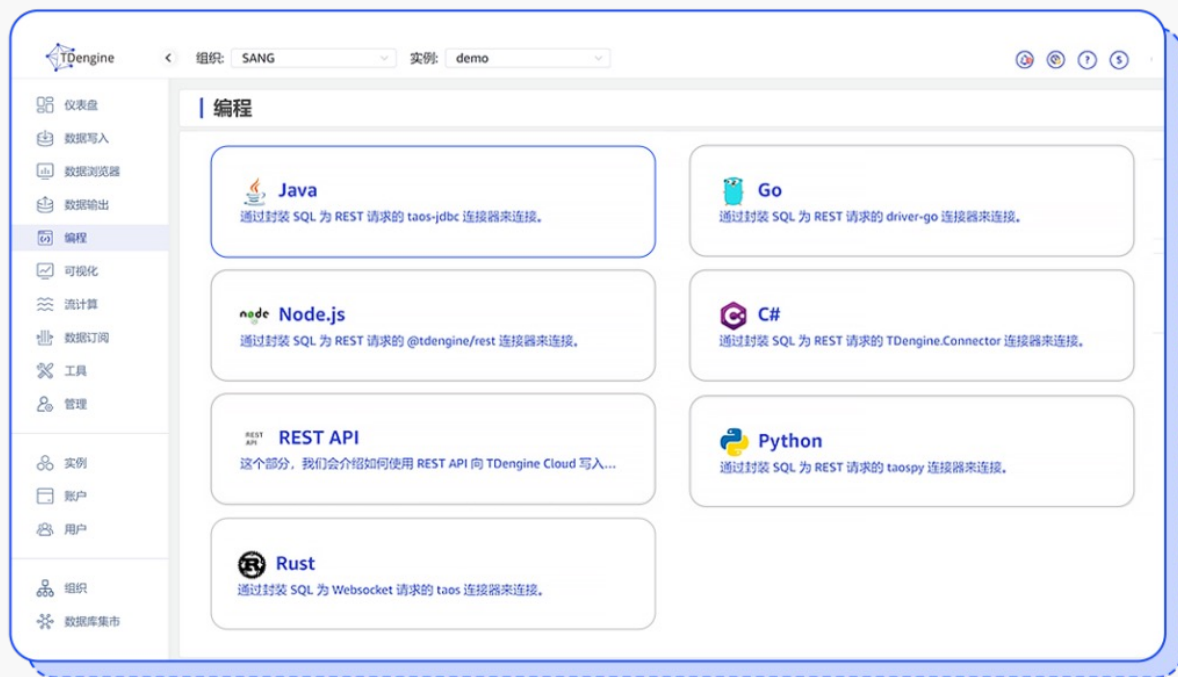 TDengine
组织: SANG 实例: demo
仪表盘
数据写入
数据浏览器
数据输出
编程
可视化
流计算
数据订阅
工具
管理
实例
账户
用户
组织
数据库集市
编程
Java
通过封装 SQL 为 REST 请求的 taos-jdbc 连接器来连接。
Go
通过封装 SQL 为 REST 请求的 driver-go 连接器来连接。
node Node.js
通过封装 SQL 为 REST 请求的 @tdengine/rest 连接器来连接。
C#
通过封装 SQL 为 REST 请求的 TDengine.Connector 连接器来连接。
REST API REST API
这个部分，我们会介绍如何使用 REST API 向 TDengine Cloud 写入...
Python
通过封装 SQL 为 REST 请求的 taospy 连接器来连接。
R Rust
通过封装 SQL 为 Websocket 请求的 taos 连接器来连接。